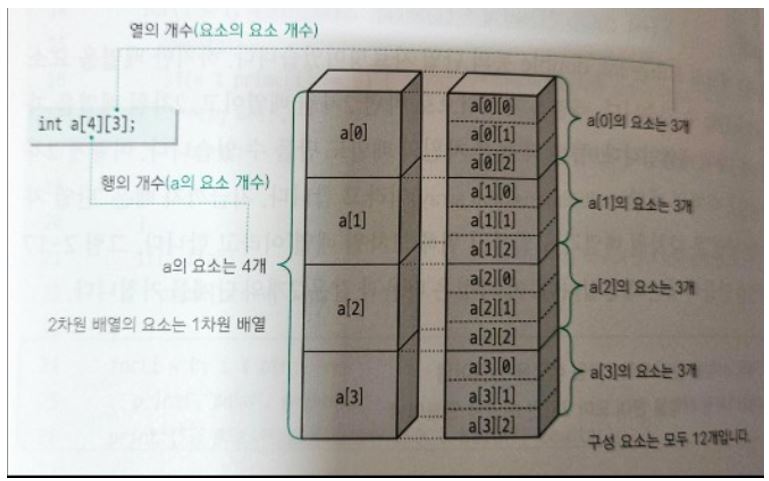 열의 개수(요소의 요소 개수)
int a[4][3];
행의 개수(a의 요소 개수)
a의 요소는 4개
2차원 배열의 요소는 1차원 배열
a[0]
a[1]
a[2]
a[3]
a[0][0]
a[0][1]
a[0][2]
a[1][0]
a[1][1]
a[1][2]
a[2][0]
a[2][1]
a[2][2]
a[3][0]
a[3][1]
a[3][2]
a[0]의 요소는 3개
a[1]의 요소는 3개
a[2]의 요소는 3개
a[3]의 요소는 3개
구성 요소는 모두 12개입니다.